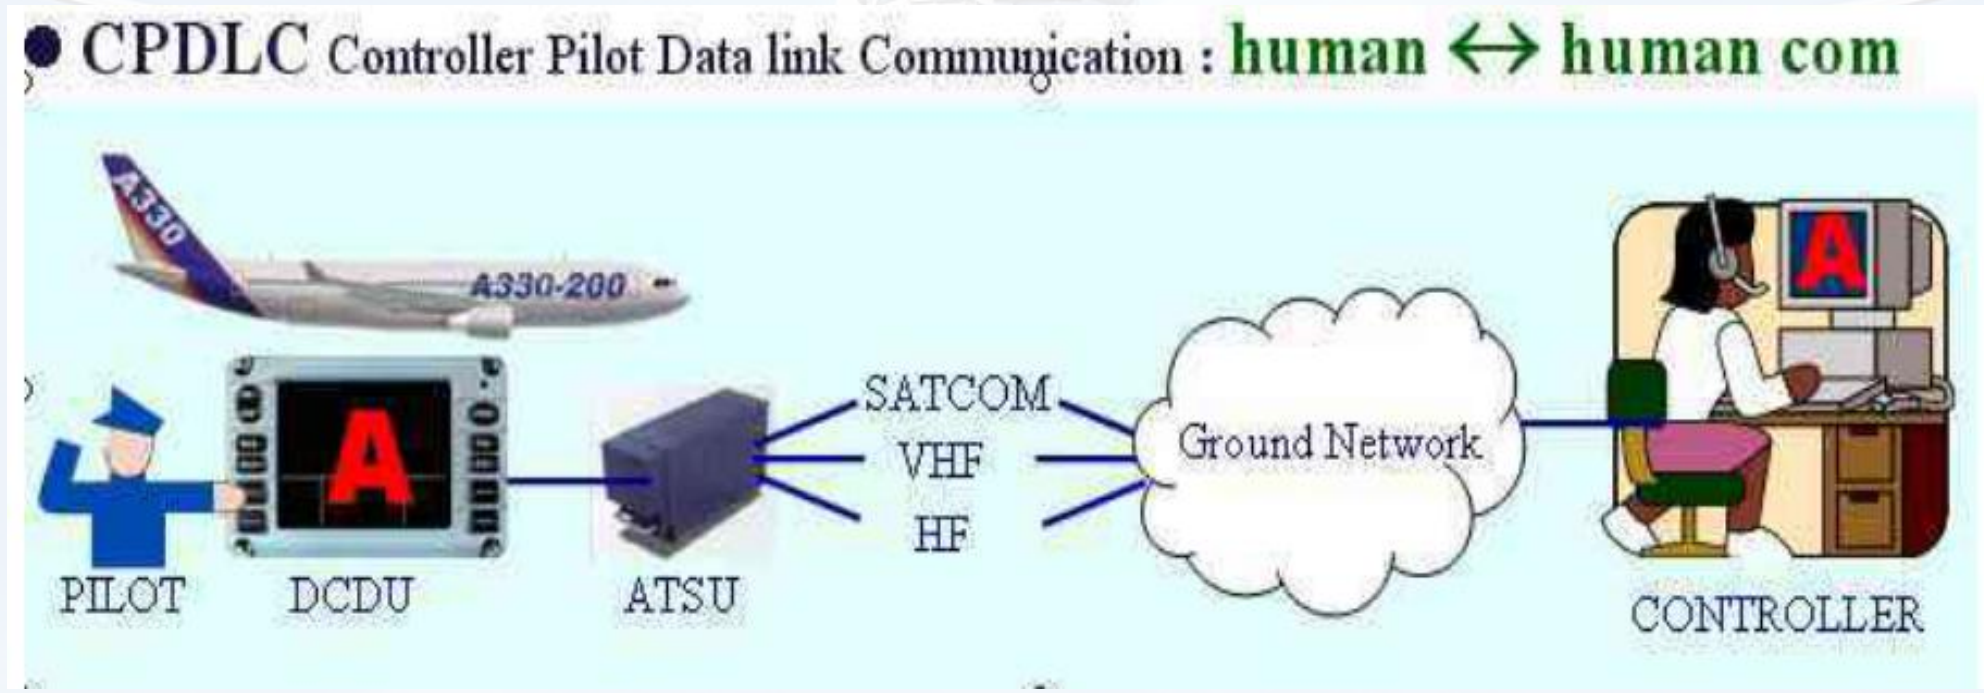 • CPDLC Controller Pilot Data link Communication : human ↔ human com
A330
A330-200
A
A
SATCOM
VHF
HF
Ground Network
PILOT
DCDU
ATSU
CONTROLLER